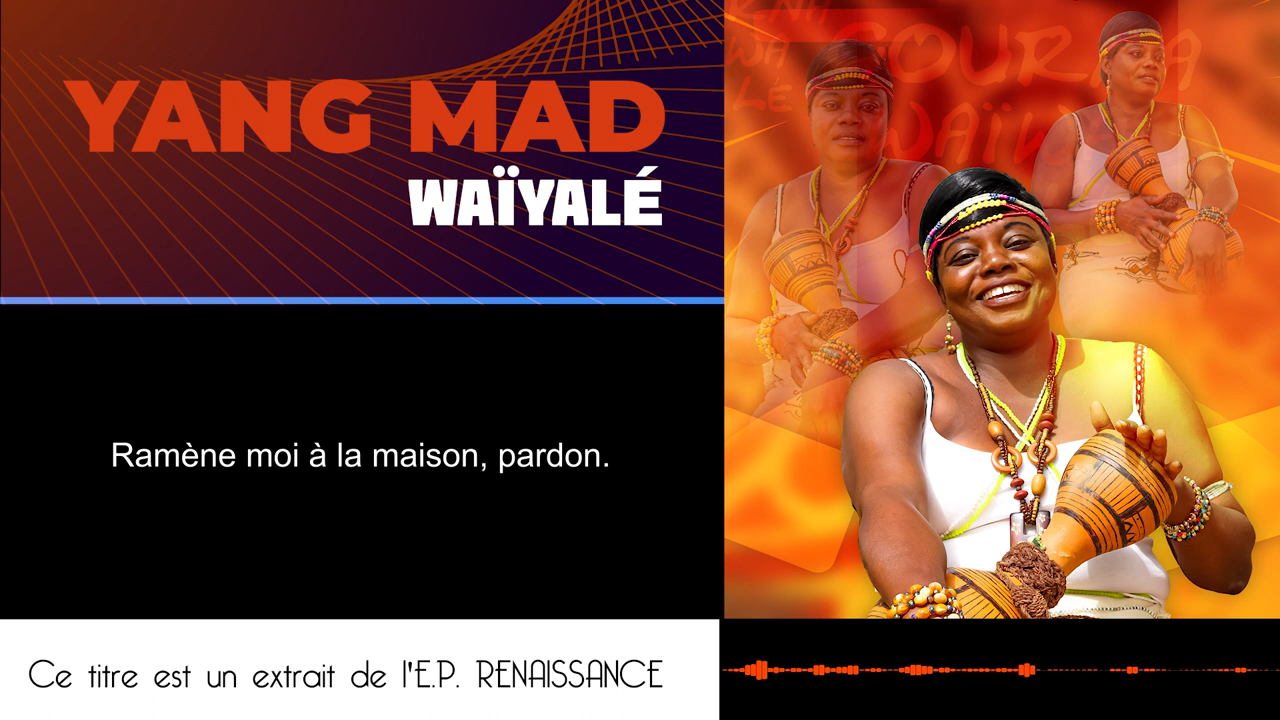 YANG MAD
WAÏYALÉ
Ramène moi à la maison, pardon.
Ce titre est un extrait de l'E.P. RENAISSANCE